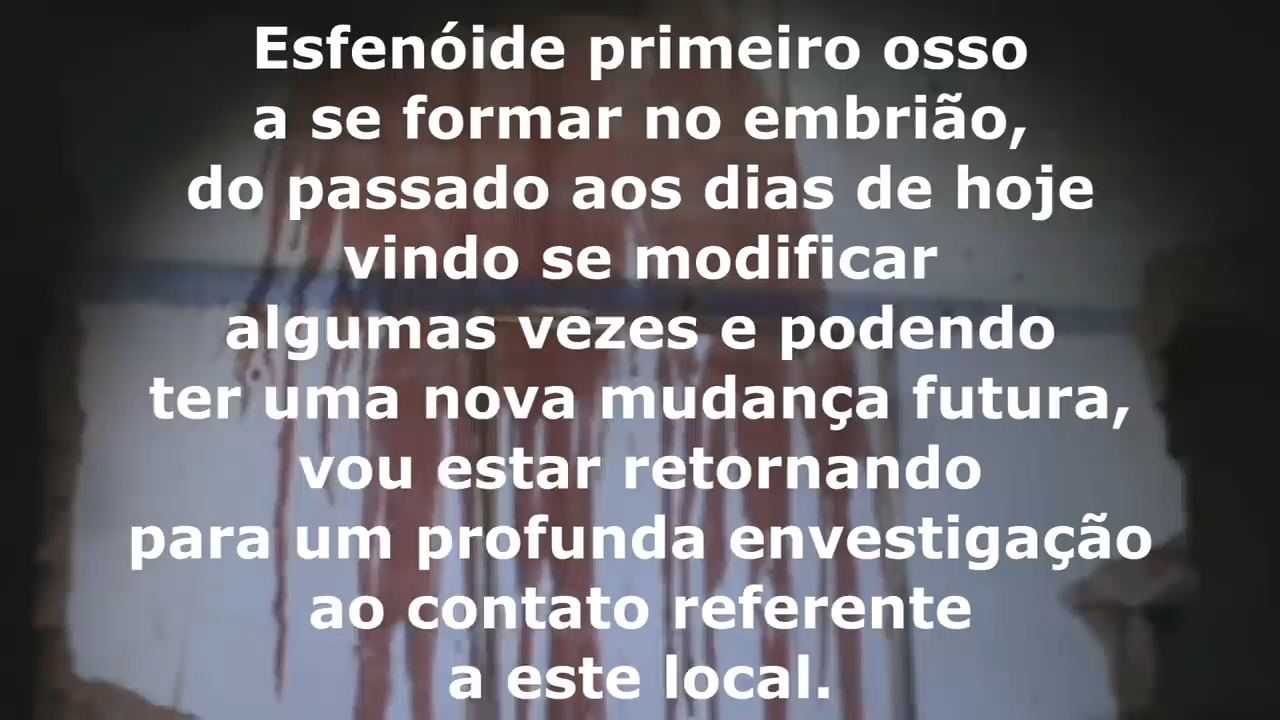 Esfenóide primeiro osso
a se formar no embrião,
do passado aos dias de hoje
vindo se modificar
algumas vezes e podendo
ter uma nova mudança futura,
vou estar retornando
para um profunda envestigação
ao contato referente
a este local.